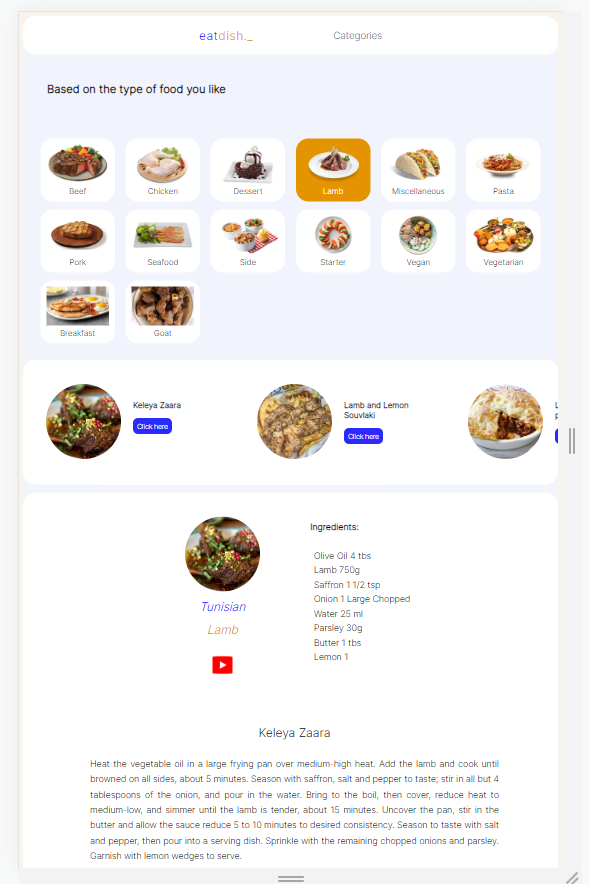 eatdish._ Categories
Based on the type of food you like
Beef Chicken Dessert Lamb Miscellaneous Pasta
Pork Seafood Side Starter Vegan Vegetarian
Breakfast Goat
Keleya Zaara
Click here
Lamb and Lemon
Souvlaki
Click here
Tunisian
Lamb
Ingredients:
Olive Oil 4 tbs
Lamb 750g
Saffron 1 1/2 tsp
Onion 1 Large Chopped
Water 25 ml
Parsley 30g
Butter 1 tbs
Lemon 1
Keleya Zaara
Heat the vegetable oil in a large frying pan over medium-high heat. Add the lamb and cook until
browned on all sides, about 5 minutes. Season with saffron, salt and pepper to taste; stir in all but 4
tablespoons of the onion, and pour in the water. Bring to the boil, then cover, reduce heat to
medium-low, and simmer until the lamb is tender, about 15 minutes. Uncover the pan, stir in the
butter and allow the sauce reduce 5 to 10 minutes to desired consistency. Season to taste with salt
and pepper, then pour into a serving dish. Sprinkle with the remaining chopped onions and parsley.
Garnish with lemon wedges to serve.